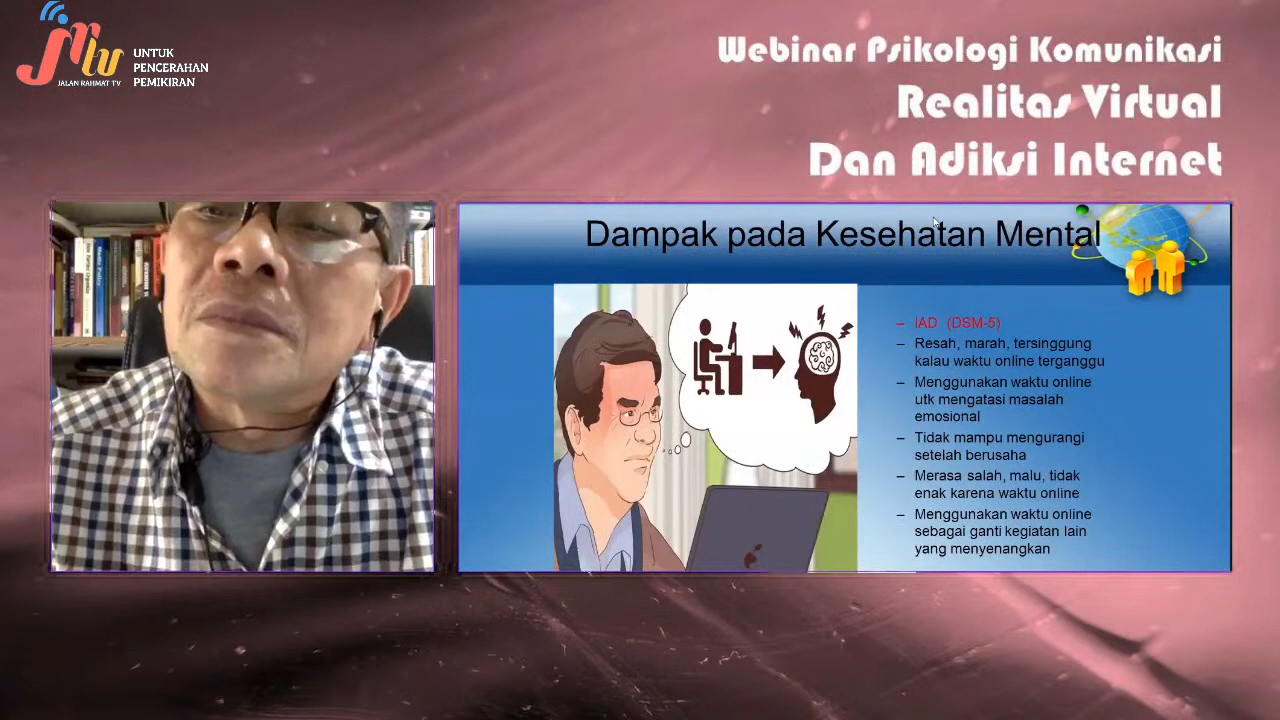 JMTV
JALAN RAHMAT TV
UNTUK
PENCERAHAN
PEMIKIRAN
Webinar Psikologi Komunikasi
Realitas Virtual
Dan Adiksi Internet
Dampak pada Kesehatan Mental
– IAD (DSM-5)
– Resah, marah, tersinggung
kalau waktu online terganggu
– Menggunakan waktu online
utk mengatasi masalah
emosional
– Tidak mampu mengurangi
setelah berusaha
– Merasa salah, malu, tidak
enak karena waktu online
– Menggunakan waktu online
sebagai ganti kegiatan lain
yang menyenangkan